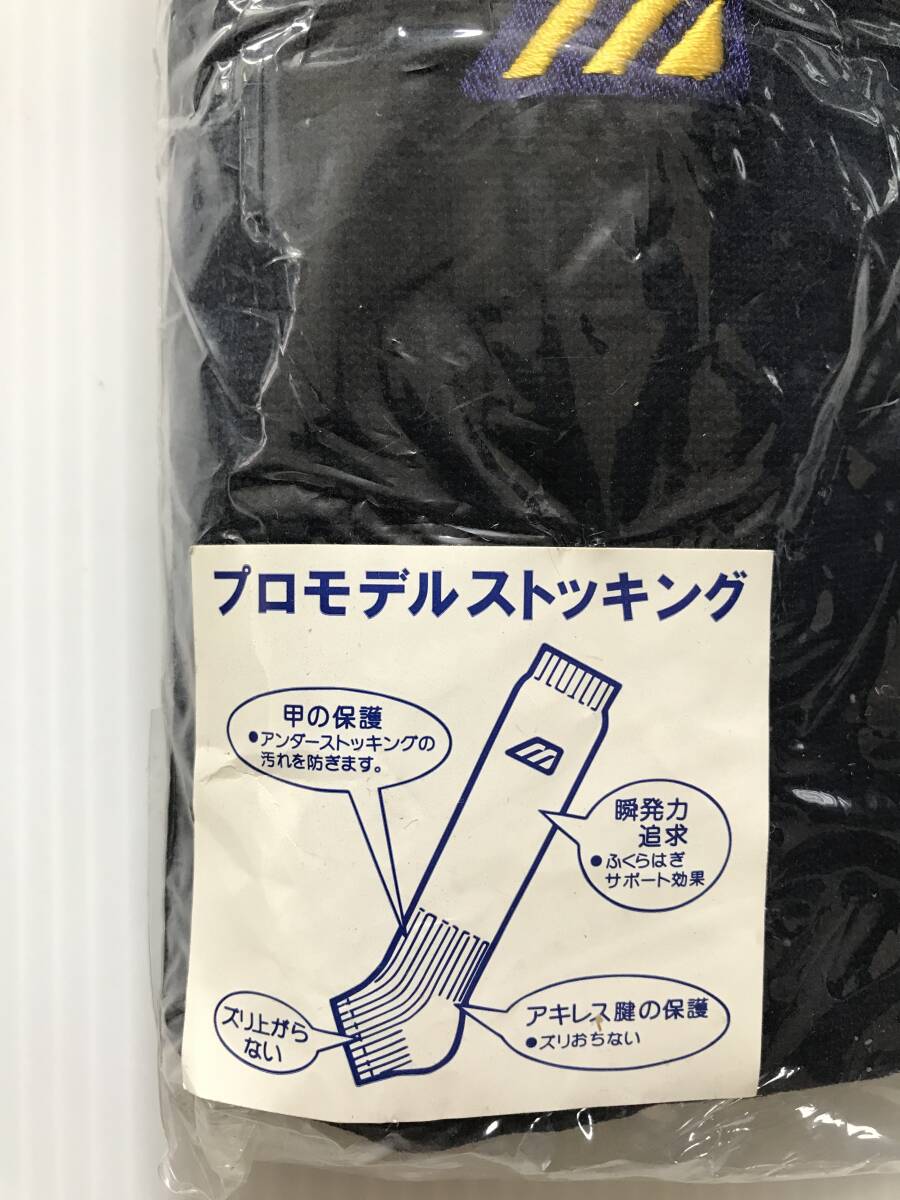 プロモデルストッキング
甲の保護
●アンダーストッキングの
汚れを防ぎます。
瞬発力
追求
●ふくらはぎ
サポート効果
ズリ上がら
ない
アキレス腱の保護
●ズリおちない